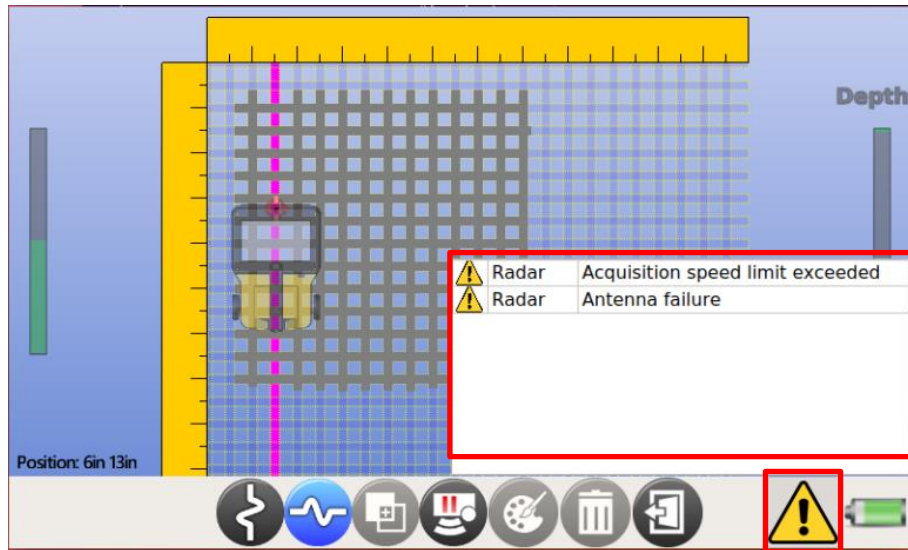 Depth
Radar Acquisition speed limit exceeded
Radar Antenna failure
Position: 6in 13in